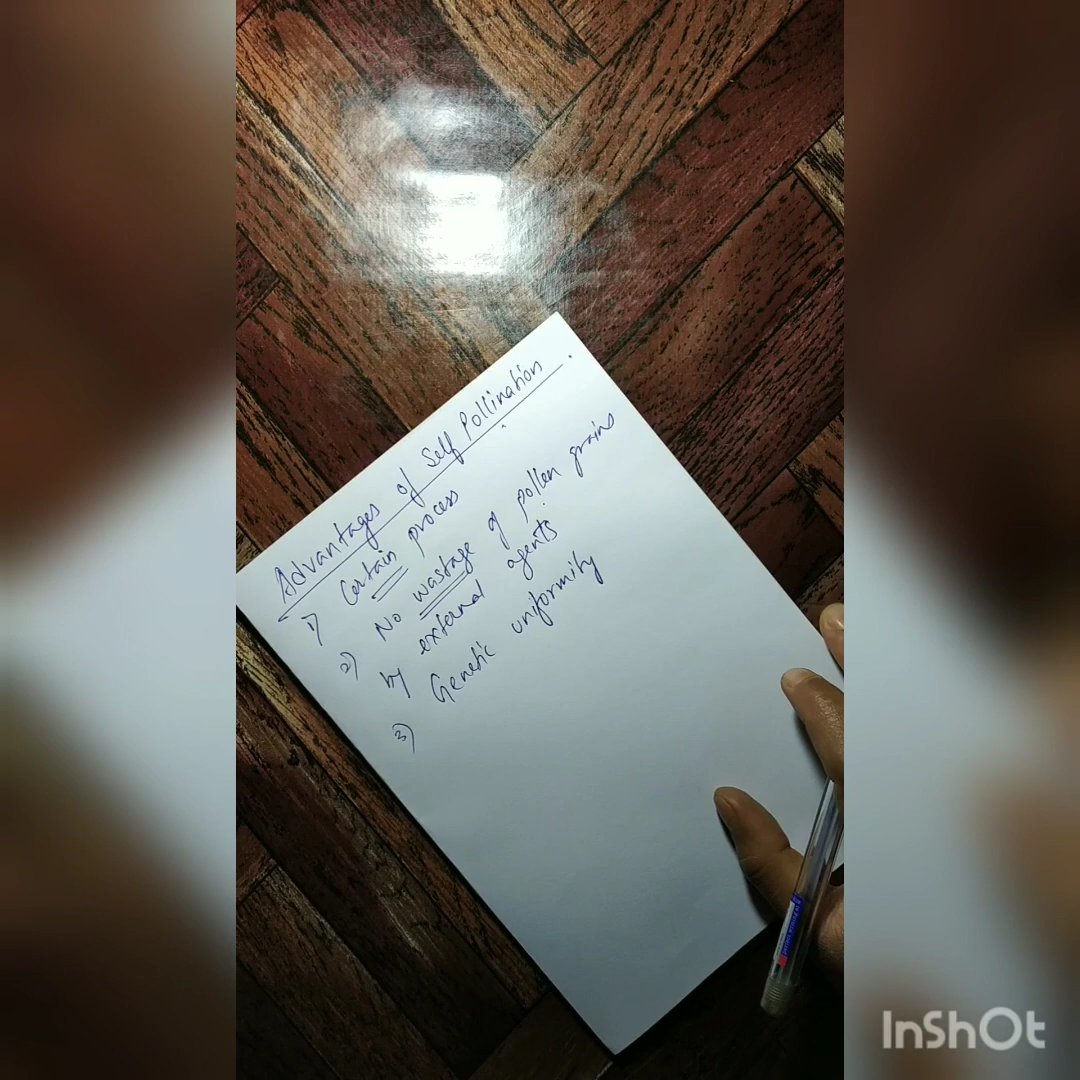 Advantages of Self Pollination.
1) Certain process
2) No wastage of pollen grains
by external agents
3) Genetic uniformity
InShOt